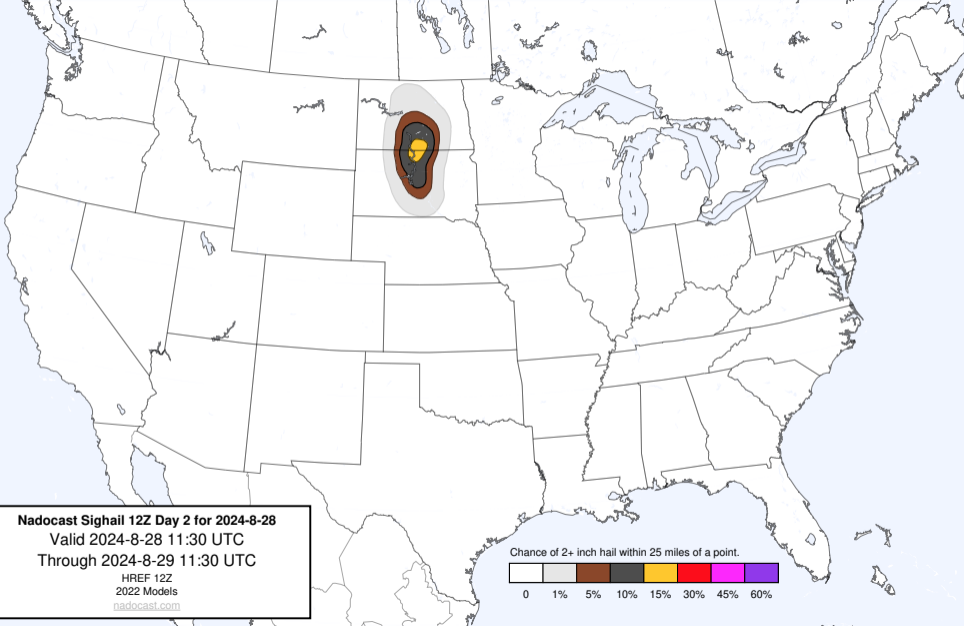 Nadocast Sighail 12Z Day 2 for 2024-8-28
Valid 2024-8-28 11:30 UTC
Through 2024-8-29 11:30 UTC
HREF 12Z
2022 Models
nadocast.com
Chance of 2+ inch hail within 25 miles of a point.
0 1% 5% 10% 15% 30% 45% 60%